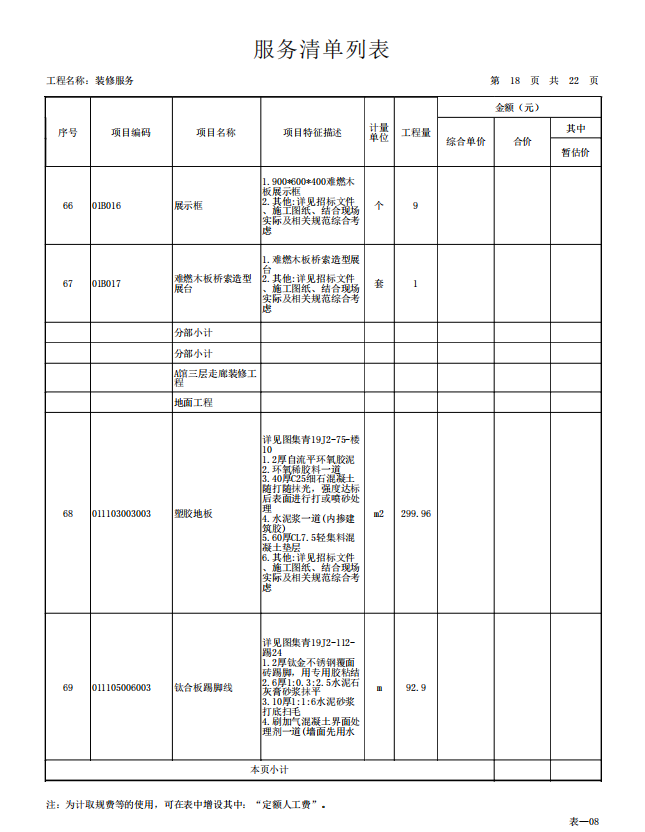 服务清单列表
工程名称：装修服务
第 18 页 共 22 页
序号 项目编码 项目名称 项目特征描述 计量单位 工程量 金额（元）
综合单价 合价 其中
暂估价
66 01B016 展示框 个 9
1.900*600*400难燃木
板展示框
2.其他:详见招标文件
、施工图纸、结合现场
实际及相关规范综合考
虑
67 01B017 难燃木板桥索造型
展台 套 1
1.难燃木板桥索造型展
台
2.其他:详见招标文件
、施工图纸、结合现场
实际及相关规范综合考
虑
分部小计
分部小计
A馆三层走廊装修工
程
地面工程
68 011103003003 塑胶地板 m2 299.96
详见图集青19J2-75-楼
10
1.2厚自流平环氧胶泥
2.环氧稀胶料一道
3.40厚C25细石混凝土
随打随抹光，强度达标
后表面进行打或喷砂处
理
4.水泥浆一道(内掺建
筑胶)
5.60厚CL7.5轻集料混
凝土垫层
6.其他:详见招标文件
、施工图纸、结合现场
实际及相关规范综合考
虑
69 011105006003 钛合板踢脚线 m 92.9
详见图集青19J2-112-
踢24
1.2厚钛金不锈钢覆面
砖踢脚，用专用胶粘结
2.6厚1:0.3:2.5水泥石
灰膏砂浆抹平
3.10厚1:1:6水泥砂浆
打底扫毛
4.刷加气混凝土界面处
理剂一道(墙面先用水
本页小计
注：为计取规费等的使用，可在表中增设其中：“定额人工费”。
表—08